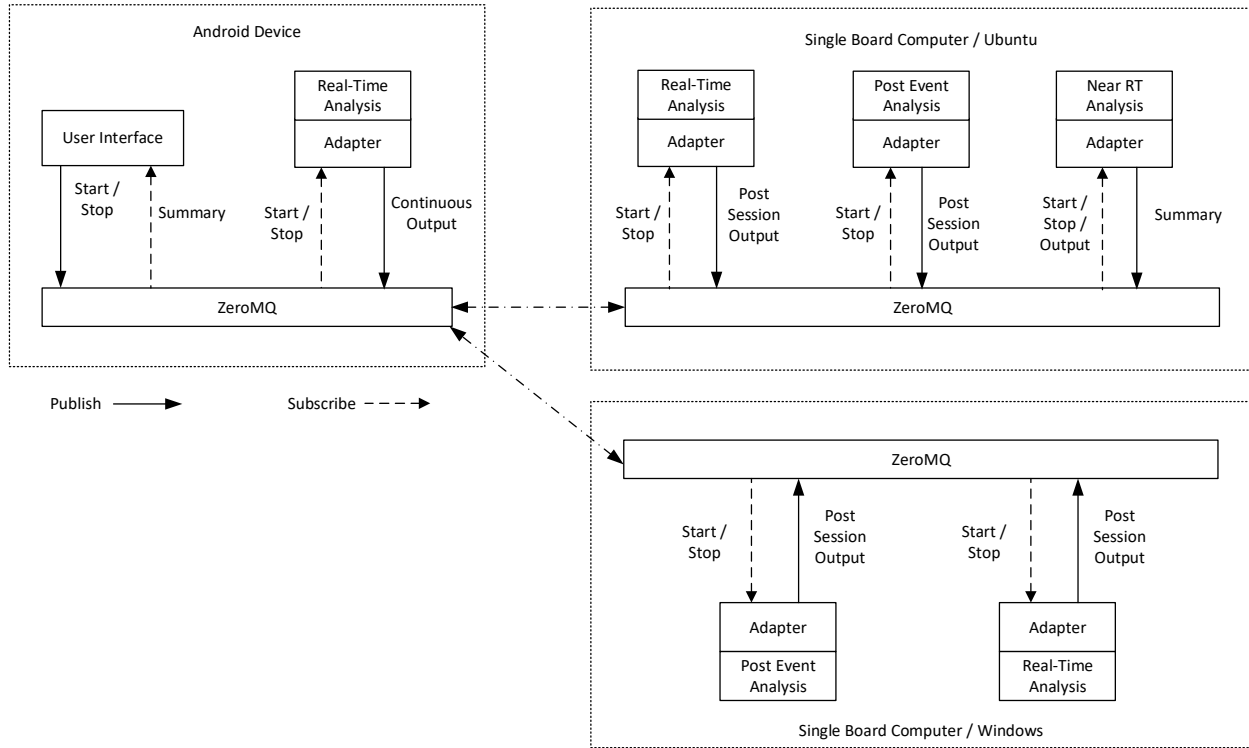 Android Device
User Interface
Real-Time
Analysis
Adapter
Start /
Stop
Summary
Start /
Stop
Continuous
Output
ZeroMQ
Publish
Subscribe
Single Board Computer / Ubuntu
Real-Time
Analysis
Adapter
Post Event
Analysis
Adapter
Near RT
Analysis
Adapter
Start /
Stop
Post
Session
Output
Start /
Stop
Post
Session
Output
Start /
Stop /
Output
Summary
ZeroMQ
ZeroMQ
Start /
Stop
Post
Session
Output
Start /
Stop
Post
Session
Output
Adapter
Post Event
Analysis
Adapter
Real-Time
Analysis
Single Board Computer / Windows